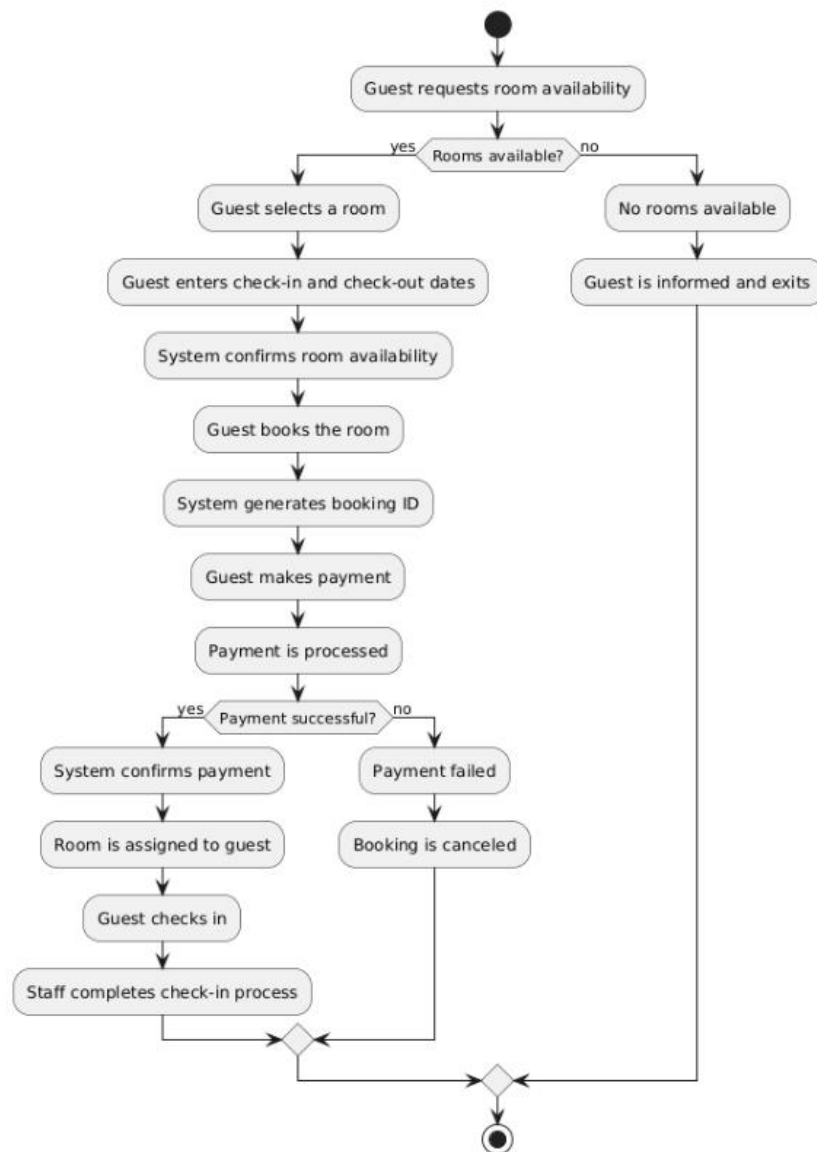 Guest requests room availability
yes
Rooms available?
no
Guest selects a room
No rooms available
Guest enters check-in and check-out dates
Guest is informed and exits
System confirms room availability
Guest books the room
System generates booking ID
Guest makes payment
Payment is processed
yes
Payment successful?
no
System confirms payment
Payment failed
Room is assigned to guest
Booking is canceled
Guest checks in
Staff completes check-in process